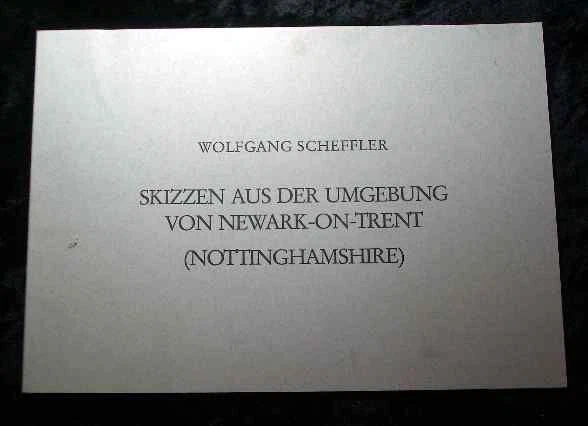 WOLFGANG SCHEFFLER
SKIZZEN AUS DER UMGEBUNG
VON NEWARK-ON-TRENT
(NOTTINGHAMSHIRE)